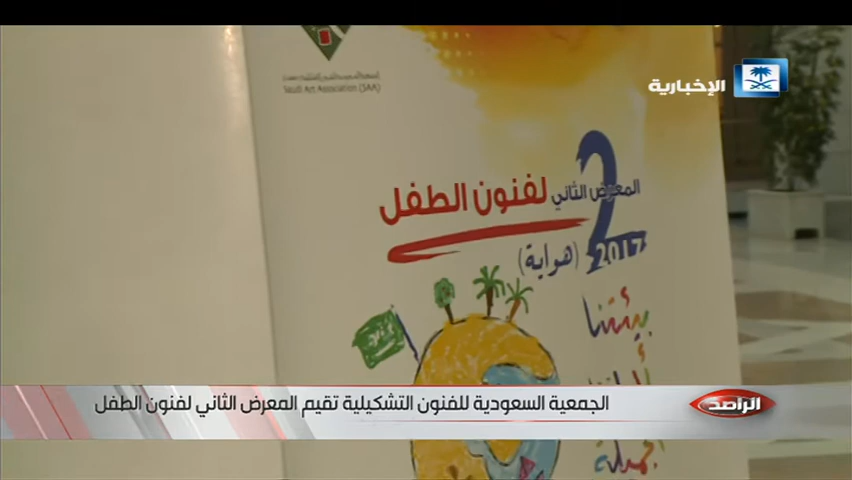 الإخبارية
Saudi Art Association (SAA)
المعرض الثاني لفنون الطفل
2
2017
(هواية)
بيئتنا
الجمعية السعودية للفنون التشكيلية تقيم المعرض الثاني لفنون الطفل
الراصد